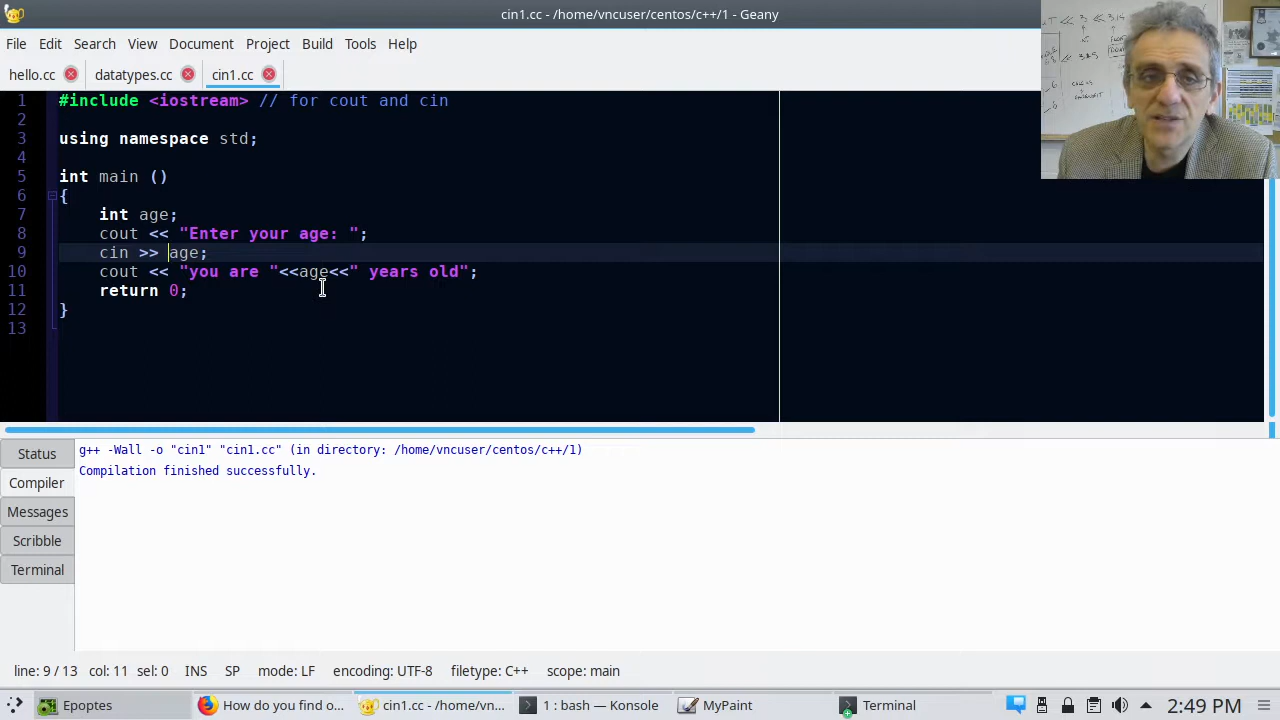 cin1.cc - /home/vncuser/centos/c++/1 - Geany
File Edit Search View Document Project Build Tools Help
hello.cc datatypes.cc cin1.cc
1 #include <iostream> // for cout and cin
2
3 using namespace std;
4
5 int main ()
6 {
7 int age;
8 cout << "Enter your age: ";
9 cin >> age;
10 cout << "you are "<<age<<" years old";
11 return 0;
12 }
13
Status
Compiler
Messages
Scribble
Terminal
g++ -Wall -o "cin1" "cin1.cc" (in directory: /home/vncuser/centos/c++/1)
Compilation finished successfully.
line: 9 / 13 col: 11 sel: 0 INS SP mode: LF encoding: UTF-8 filetype: C++ scope: main
Epoptes How do you find o... cin1.cc - /home/vn... 1 : bash — Konsole MyPaint Terminal 2:49 PM